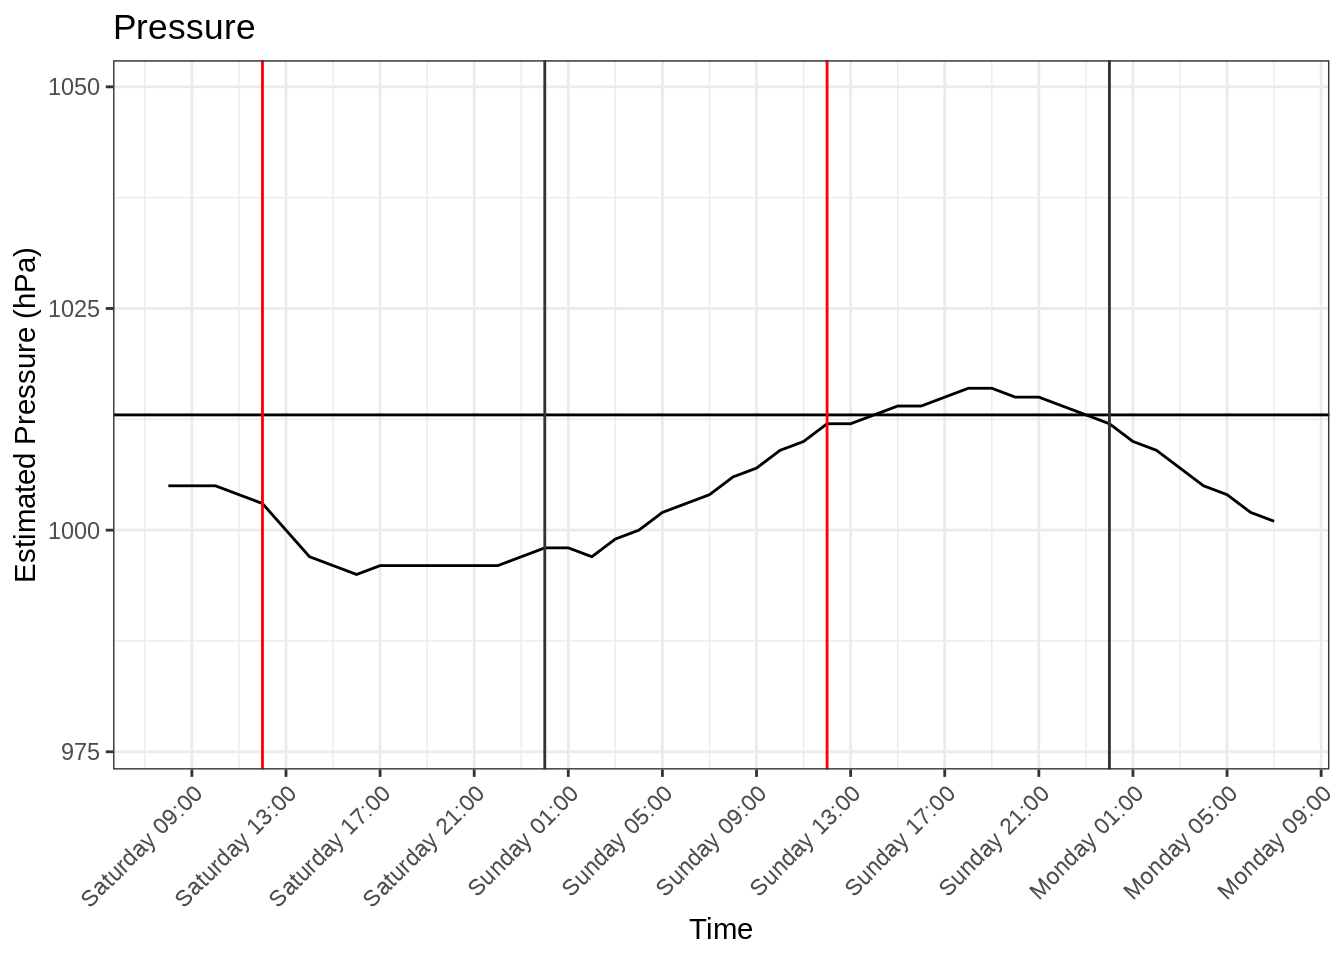 Pressure
1050
1025
1000
975
Estimated Pressure (hPa)
Saturday 09:00
Saturday 13:00
Saturday 17:00
Saturday 21:00
Sunday 01:00
Sunday 05:00
Sunday 09:00
Sunday 13:00
Sunday 17:00
Sunday 21:00
Monday 01:00
Monday 05:00
Monday 09:00
Time